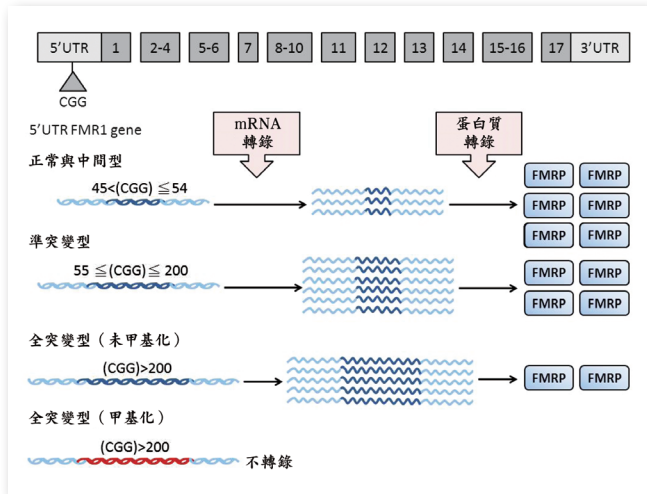 5'UTR 1 2-4 5-6 7 8-10 11 12 13 14 15-16 17 3'UTR
CGG
5'UTR FMR1 gene
mRNA
轉錄
蛋白質
轉錄
正常與中間型
45<(CGG) ≦54
FMRP FMRP
FMRP FMRP
FMRP FMRP
準突變型
55 ≦(CGG)≦ 200
FMRP FMRP
FMRP FMRP
全突變型（未甲基化）
(CGG)>200
FMRP FMRP
全突變型（甲基化）
(CGG)>200
不轉錄